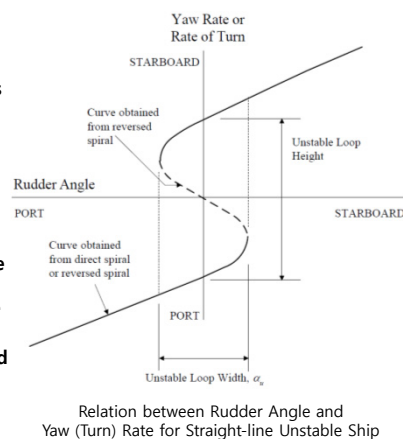 Yaw Rate or
Rate of Turn
STARBOARD
s
Curve obtained
from reversed
spiral
Unstable Loop
Height
Rudder Angle
PORT
STARBOARD
Curve obtained
from direct spiral
or reversed spiral
e
d
PORT
Unstable Loop Width, αᵤ
Relation between Rudder Angle and
Yaw (Turn) Rate for Straight-line Unstable Ship